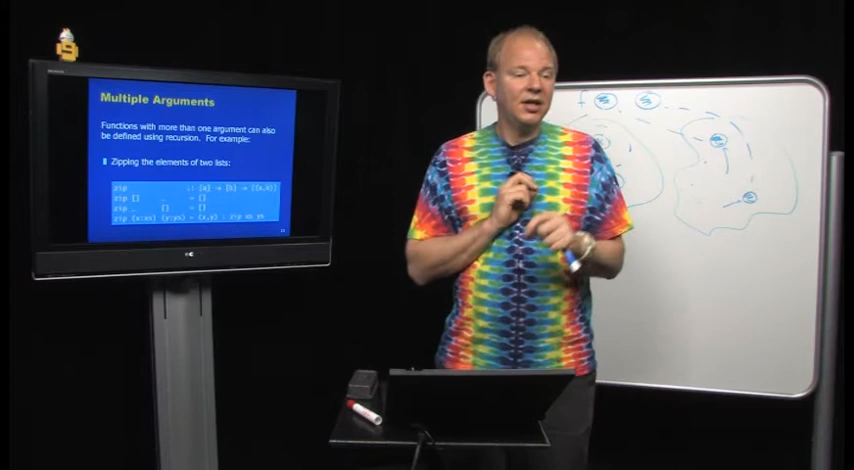 Multiple Arguments
Functions with more than one argument can also
be defined using recursion. For example:
Zipping the elements of two lists:
zip :: [a] → [b] → [(a,b)]
zip [] _ = []
zip _ [] = []
zip (x:xs) (y:ys) = (x,y) : zip xs ys
f